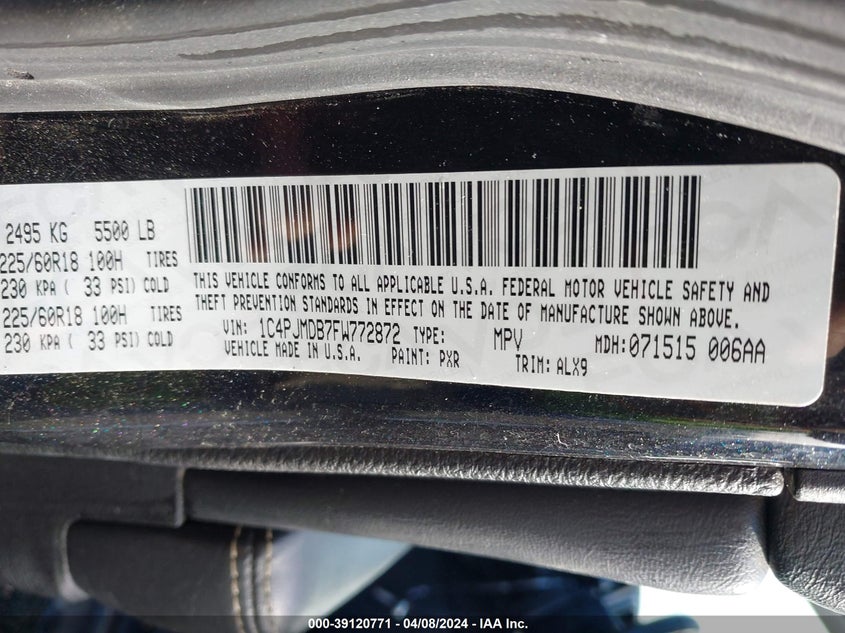 2495 KG 5500 LB
225/60R18 100H TIRES
230 KPA ( 33 PSI) COLD
225/60R18 100H TIRES
230 KPA ( 33 PSI) COLD
THIS VEHICLE CONFORMS TO ALL APPLICABLE U.S.A. FEDERAL MOTOR VEHICLE SAFETY AND
THEFT PREVENTION STANDARDS IN EFFECT ON THE DATE OF MANUFACTURE SHOWN ABOVE.
VIN: 1C4PJMDB7FW772872 TYPE: MPV MDH:071515 006AA
VEHICLE MADE IN U.S.A. PAINT: PXR TRIM: ALX9
000-39120771 - 04/08/2024 - IAA Inc.